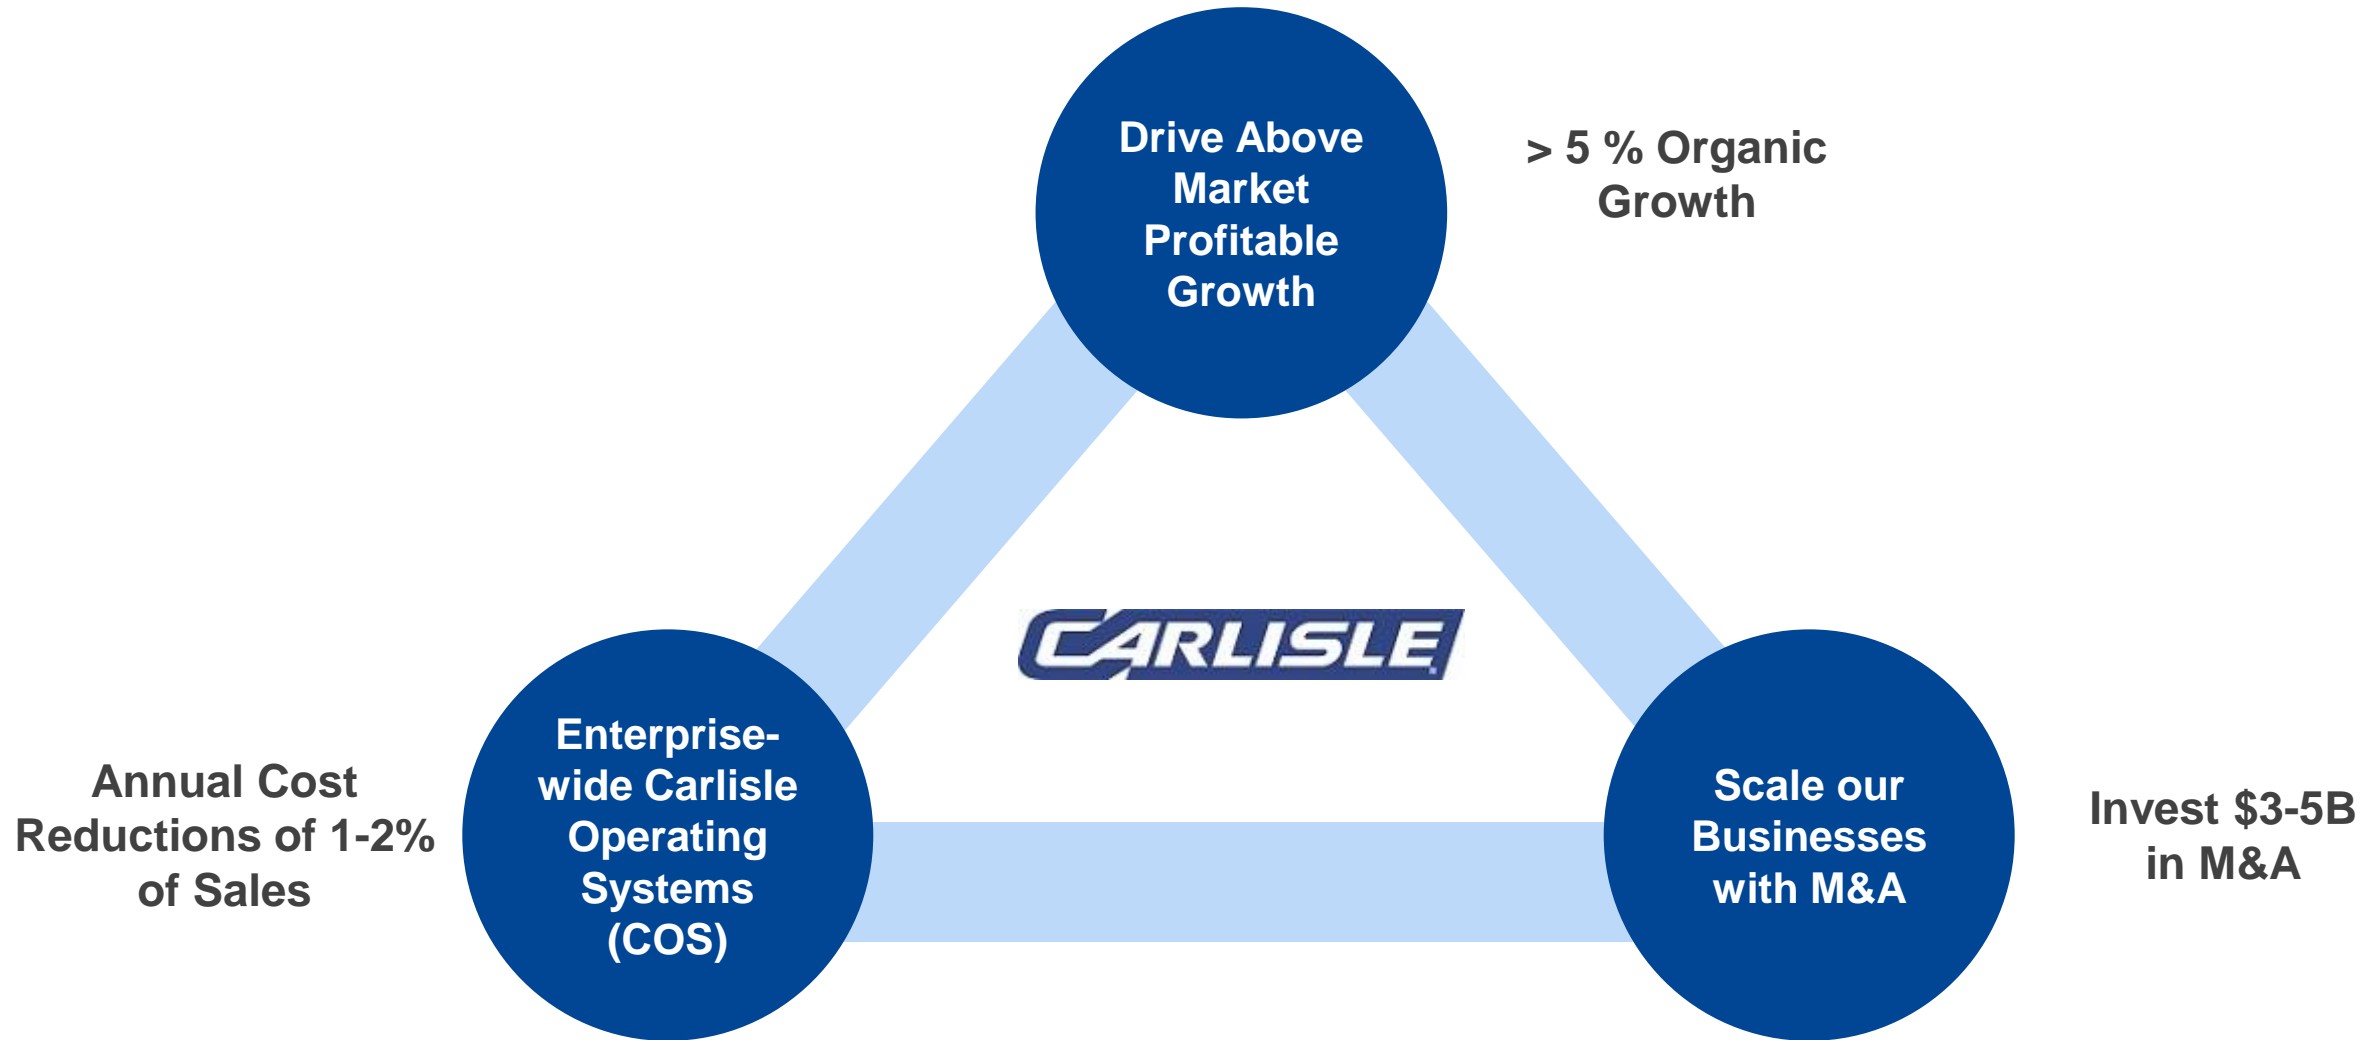 Drive Above
Market
Profitable
Growth
> 5 % Organic
Growth
CARLISLE
Annual Cost
Reductions of 1-2%
of Sales
Enterprise-
wide Carlisle
Operating
Systems
(COS)
Scale our
Businesses
with M&A
Invest $3-5B
in M&A